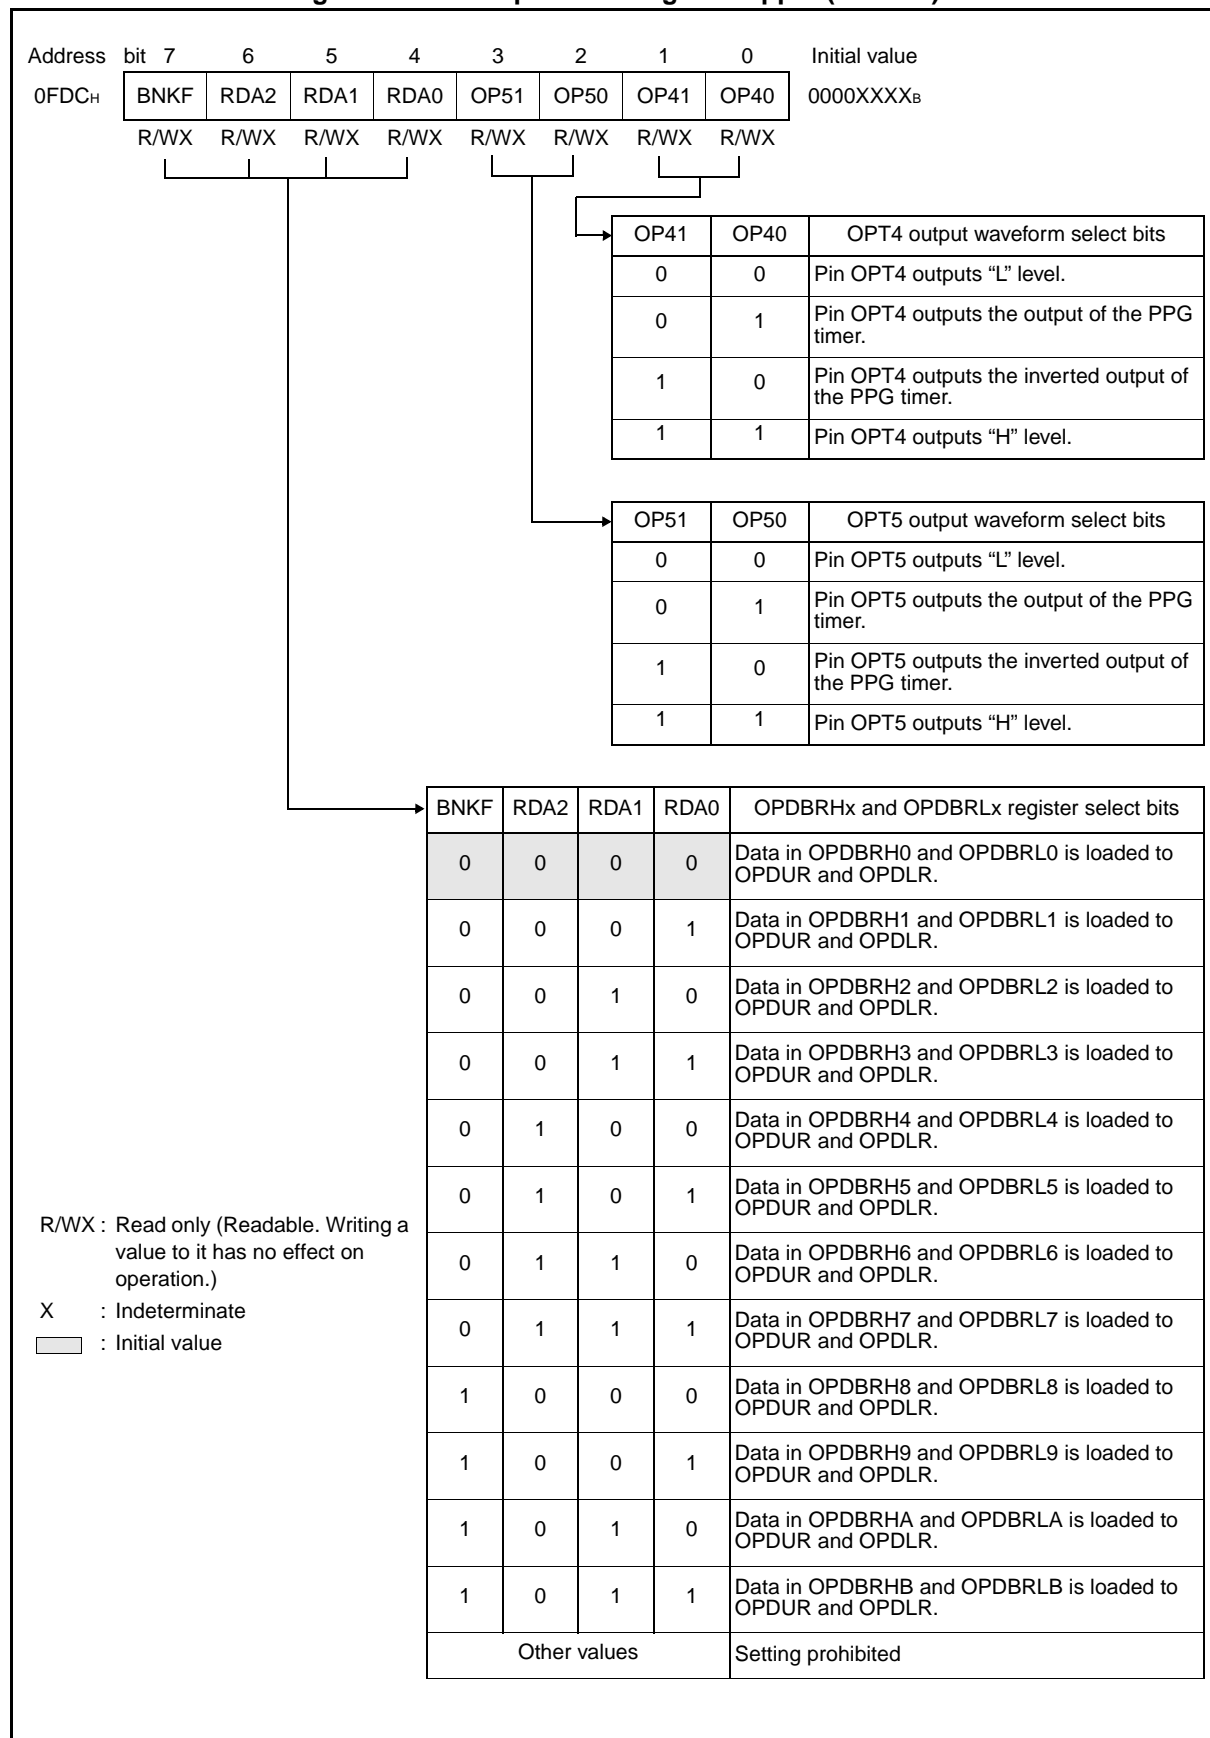 Address bit 7 6 5 4 3 2 1 0 Initial value
0FDCH BNKF RDA2 RDA1 RDA0 OP51 OP50 OP41 OP40 0000XXXXB
R/WX R/WX R/WX R/WX R/WX R/WX R/WX R/WX
OP41 OP40 OPT4 output waveform select bits
0 0 Pin OPT4 outputs “L” level.
0 1 Pin OPT4 outputs the output of the PPG
timer.
1 0 Pin OPT4 outputs the inverted output of
the PPG timer.
1 1 Pin OPT4 outputs “H” level.
OP51 OP50 OPT5 output waveform select bits
0 0 Pin OPT5 outputs “L” level.
0 1 Pin OPT5 outputs the output of the PPG
timer.
1 0 Pin OPT5 outputs the inverted output of
the PPG timer.
1 1 Pin OPT5 outputs “H” level.
BNKF RDA2 RDA1 RDA0 OPDBRHx and OPDBRLx register select bits
0 0 0 0 Data in OPDBRH0 and OPDBRL0 is loaded to
OPDUR and OPDLR.
0 0 0 1 Data in OPDBRH1 and OPDBRL1 is loaded to
OPDUR and OPDLR.
0 0 1 0 Data in OPDBRH2 and OPDBRL2 is loaded to
OPDUR and OPDLR.
0 0 1 1 Data in OPDBRH3 and OPDBRL3 is loaded to
OPDUR and OPDLR.
0 1 0 0 Data in OPDBRH4 and OPDBRL4 is loaded to
OPDUR and OPDLR.
0 1 0 1 Data in OPDBRH5 and OPDBRL5 is loaded to
OPDUR and OPDLR.
0 1 1 0 Data in OPDBRH6 and OPDBRL6 is loaded to
OPDUR and OPDLR.
0 1 1 1 Data in OPDBRH7 and OPDBRL7 is loaded to
OPDUR and OPDLR.
1 0 0 0 Data in OPDBRH8 and OPDBRL8 is loaded to
OPDUR and OPDLR.
1 0 0 1 Data in OPDBRH9 and OPDBRL9 is loaded to
OPDUR and OPDLR.
1 0 1 0 Data in OPDBRHA and OPDBRLA is loaded to
OPDUR and OPDLR.
1 0 1 1 Data in OPDBRHB and OPDBRLB is loaded to
OPDUR and OPDLR.
Other values Setting prohibited
R/WX : Read only (Readable. Writing a
value to it has no effect on
operation.)
X : Indeterminate
: Initial value